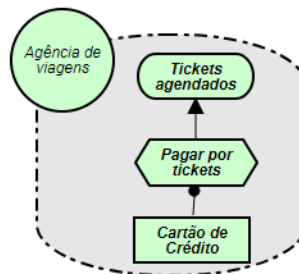 Agência de
viagens
Tickets
agendados
Pagar por
tickets
Cartão de
Crédito